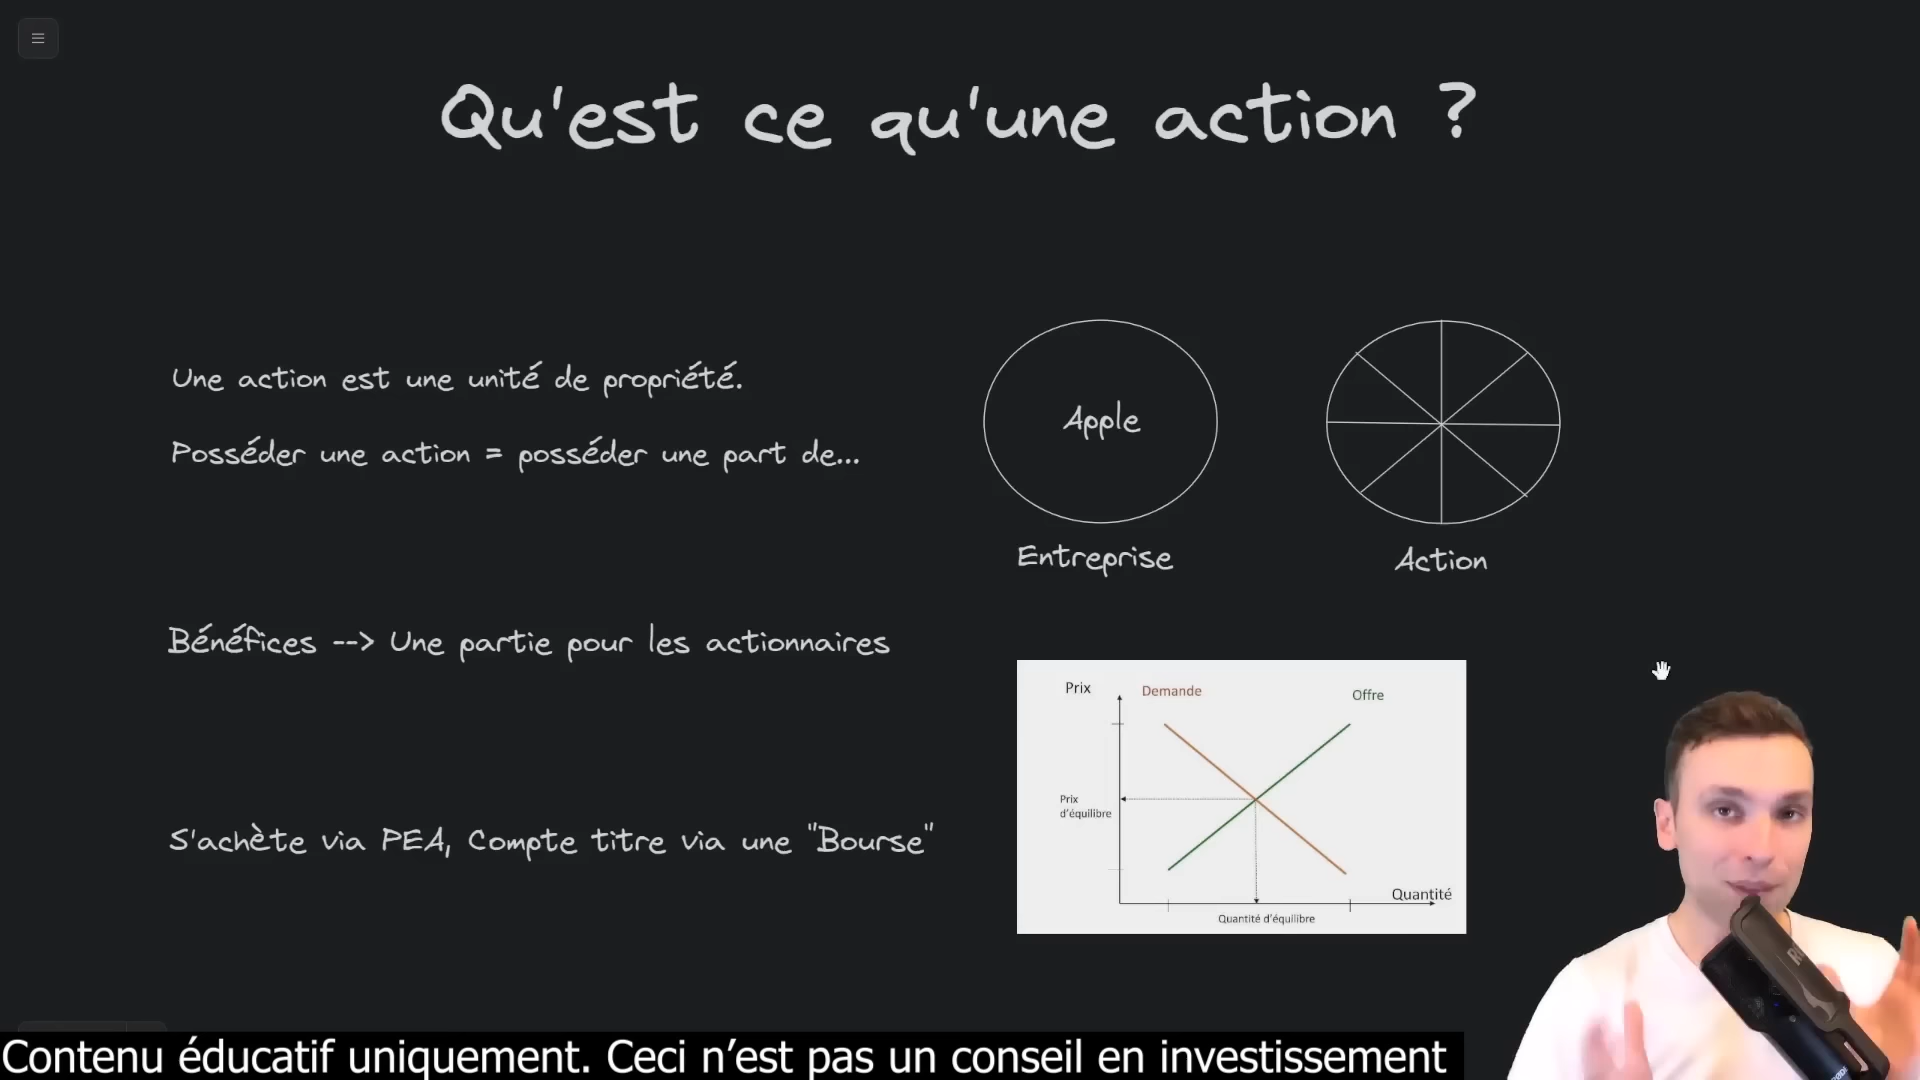 Qu'est ce qu'une action ?
Une action est une unité de propriété.
Posséder une action = posséder une part de...
Apple
Entreprise
Action
Bénéfices --> Une partie pour les actionnaires
S'achète via PEA, Compte titre via une "Bourse"
Prix
Demande
Offre
Prix
d'équilibre
Quantité
Quantité d'équilibre
Contenu éducatif uniquement. Ceci n’est pas un conseil en investissement